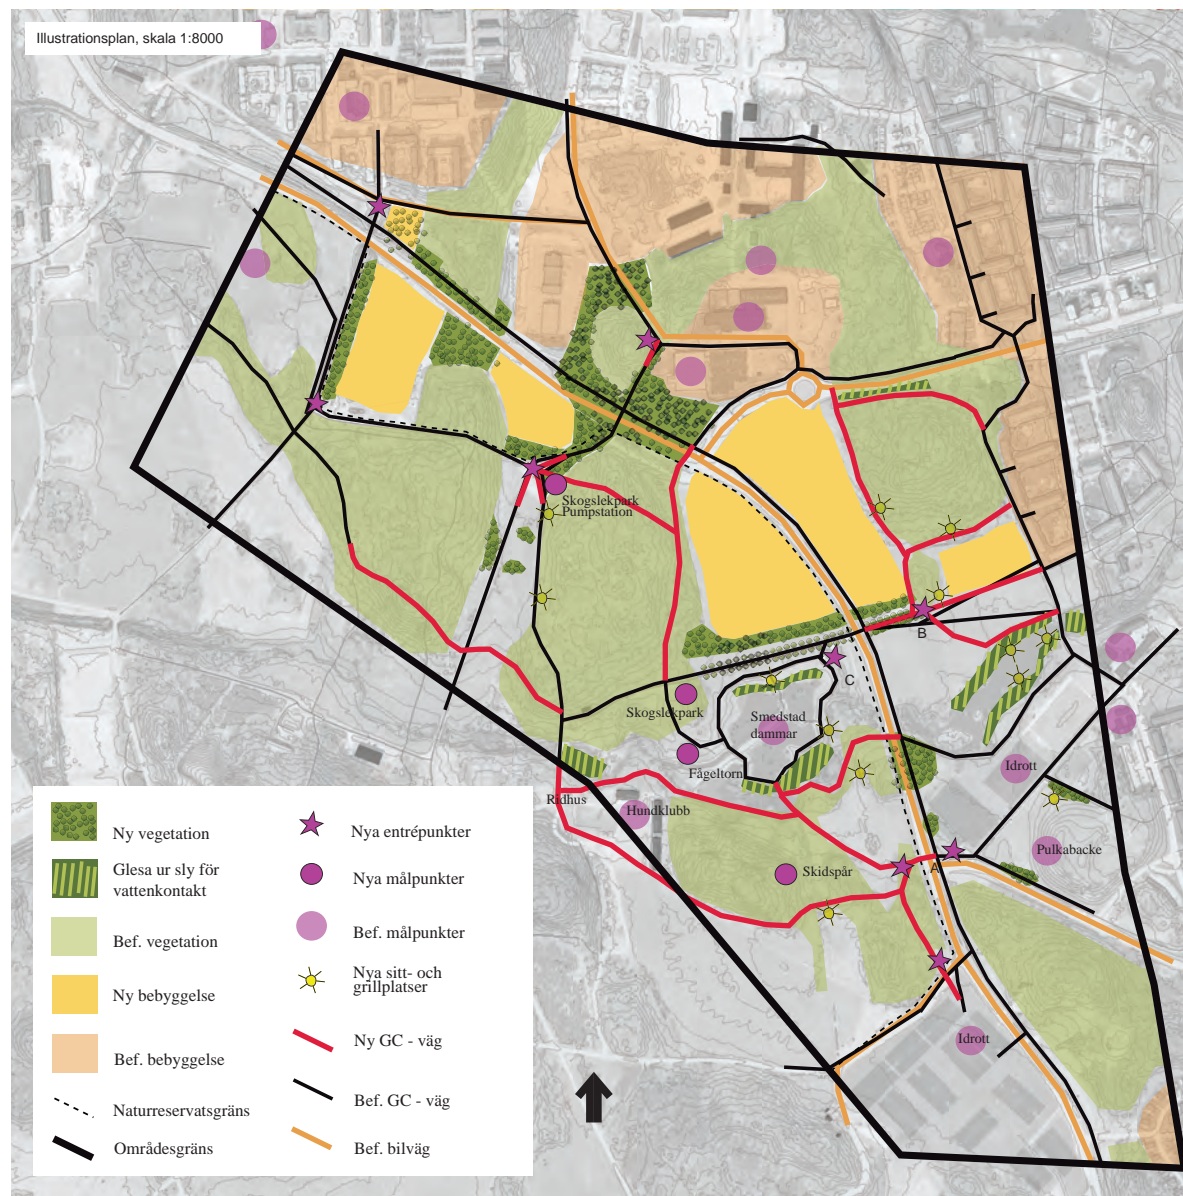 Illustrationsplan, skala 1:8000
Skogslekpark
Pumpstation
B
C
Skogslekpark
Smedstad
dammar
Fågeltorn
Idrott
Ridhus
Hundklubb
Pulkabacke
A
Skidspår
Idrott
Ny vegetation
Glesa ur sly för
vattenkontakt
Bef. vegetation
Ny bebyggelse
Bef. bebyggelse
Naturreservatsgräns
Områdesgräns
Nya entrépunkter
Nya målpunkter
Bef. målpunkter
Nya sitt- och
grillplatser
Ny GC - väg
Bef. GC - väg
Bef. bilväg